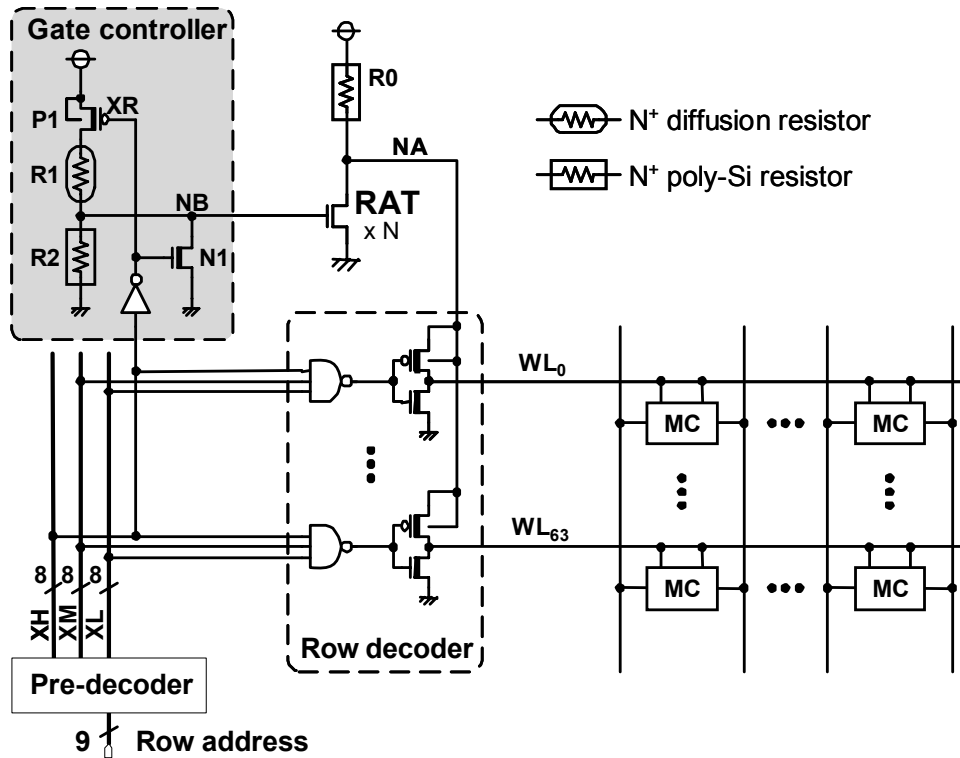 Gate controller
P1
XR
R1
NB
R2
N1
R0
NA
RAT
x N
N⁺ diffusion resistor
N⁺ poly-Si resistor
WL₀
MC
MC
WL₆₃
MC
MC
8
8
8
XH
XM
XL
Row decoder
Pre-decoder
9
Row address